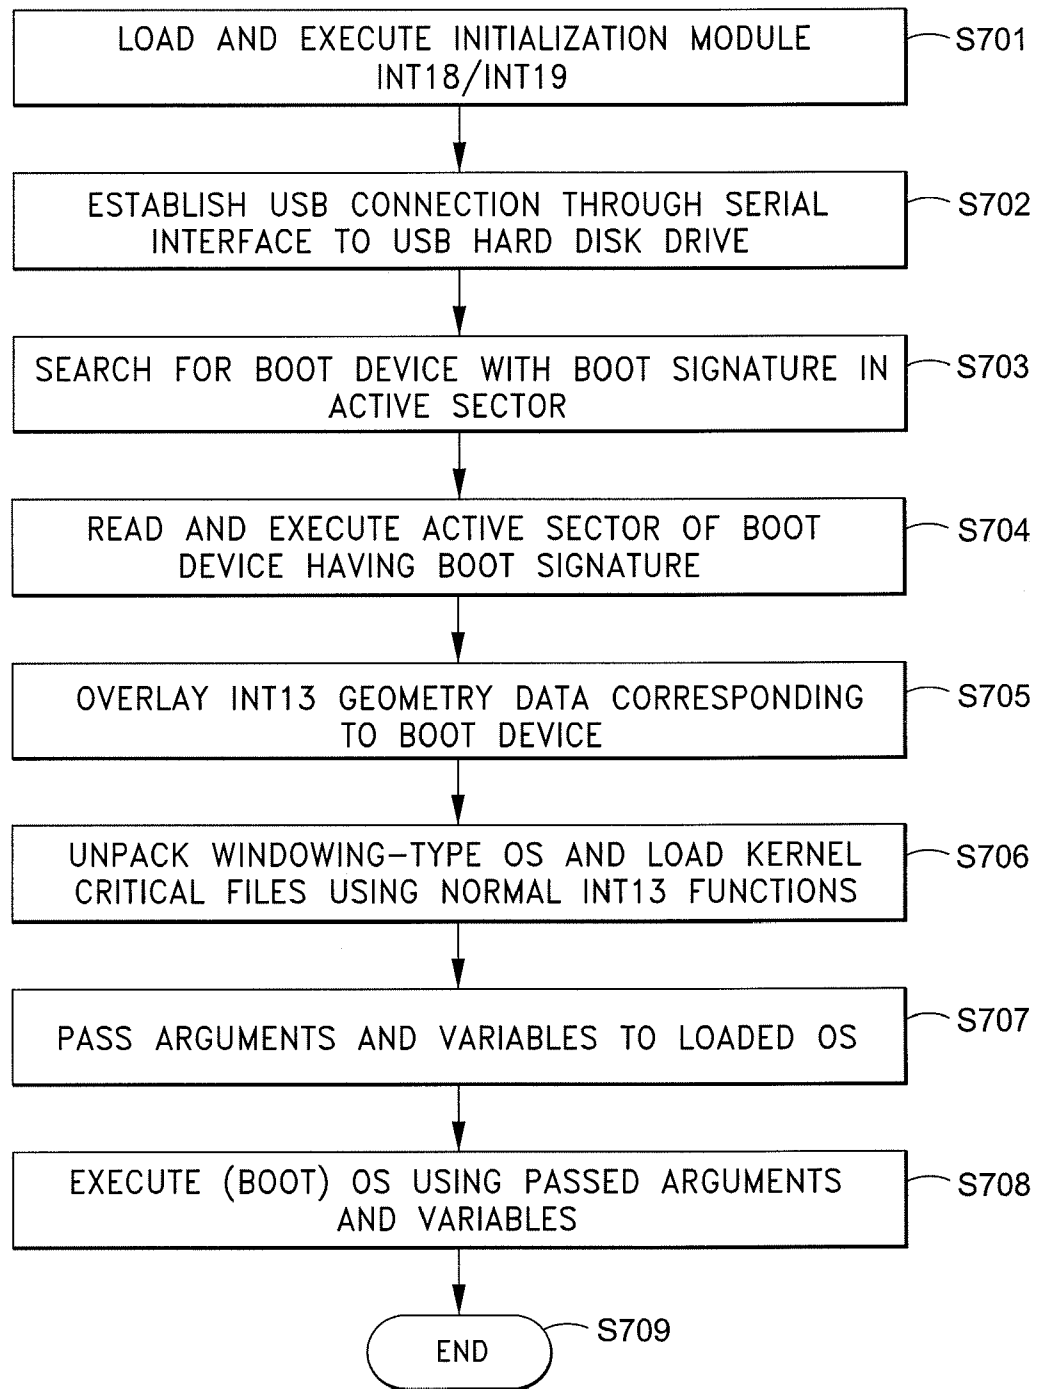 LOAD AND EXECUTE INITIALIZATION MODULE
INT18/INT19
S701
ESTABLISH USB CONNECTION THROUGH SERIAL
INTERFACE TO USB HARD DISK DRIVE
S702
SEARCH FOR BOOT DEVICE WITH BOOT SIGNATURE IN
ACTIVE SECTOR
S703
READ AND EXECUTE ACTIVE SECTOR OF BOOT
DEVICE HAVING BOOT SIGNATURE
S704
OVERLAY INT13 GEOMETRY DATA CORRESPONDING
TO BOOT DEVICE
S705
UNPACK WINDOWING-TYPE OS AND LOAD KERNEL
CRITICAL FILES USING NORMAL INT13 FUNCTIONS
S706
PASS ARGUMENTS AND VARIABLES TO LOADED OS
S707
EXECUTE (BOOT) OS USING PASSED ARGUMENTS
AND VARIABLES
S708
END
S709